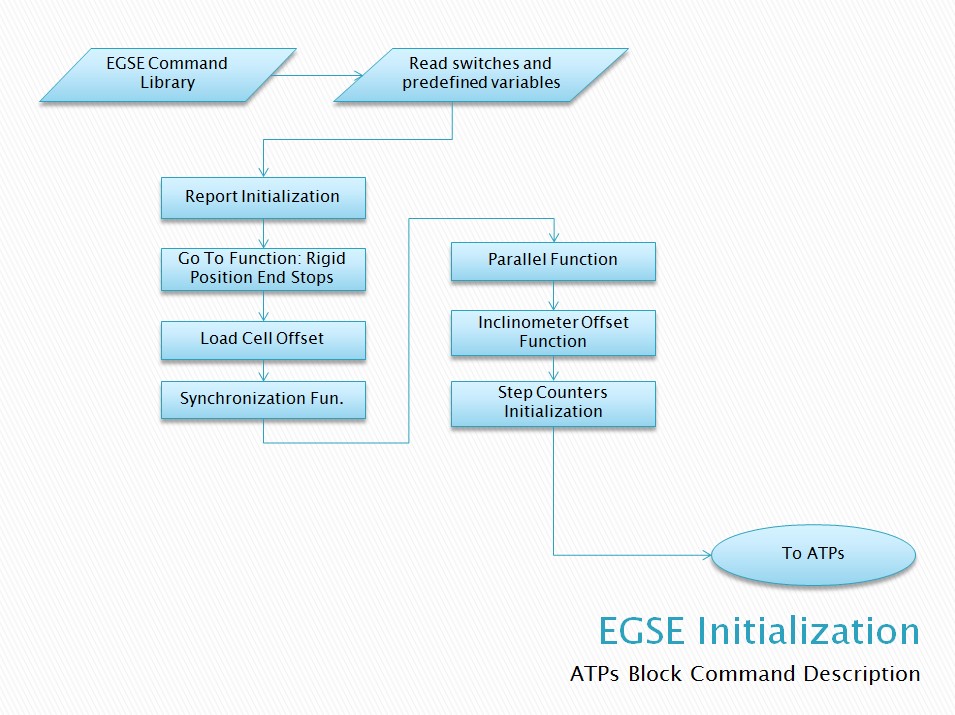 EGSE Command
Library
Read switches and
predefined variables
Report Initialization
Go To Function: Rigid
Position End Stops
Load Cell Offset
Synchronization Fun.
Parallel Function
Inclinometer Offset
Function
Step Counters
Initialization
To ATPs
EGSE Initialization
ATPs Block Command Description